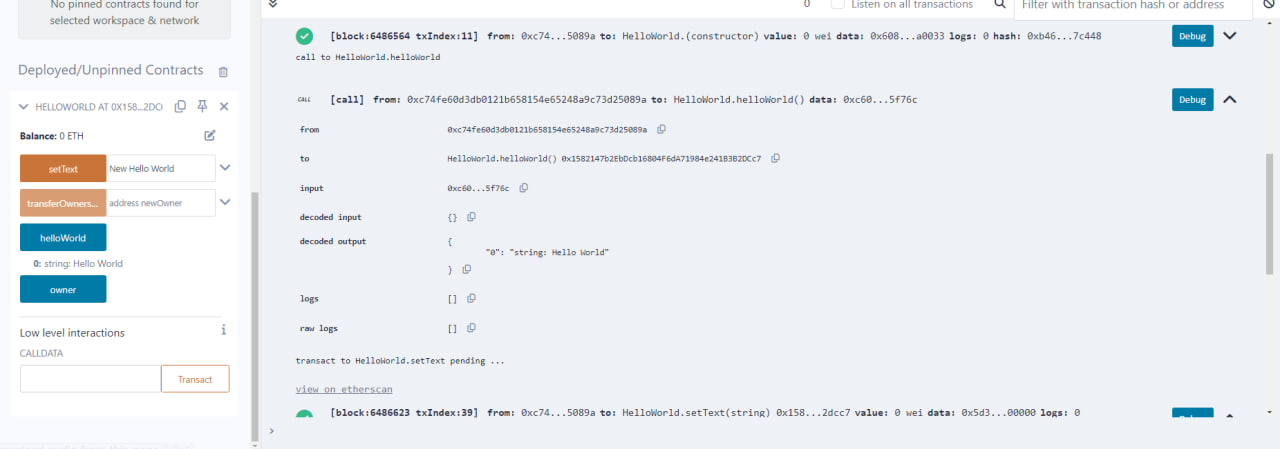 No pinned contracts found for
selected workspace & network
Deployed/Unpinned Contracts
HELLOWORLD AT 0X158...2DC
Balance: 0 ETH
setText New Hello World
transferOwners... address newOwner
helloWorld
0: string: Hello World
owner
Low level interactions
i
CALLDATA
Transact
0 Listen on all transactions Filter with transaction hash or address
[block:6486564 txIndex:11] from: 0xc74...5089a to: HelloWorld.(constructor) value: 0 wei data: 0x608...a0033 logs: 0 hash: 0xb46...7c448 Debug
call to HelloWorld.helloWorld
CALL [call] from: 0xc74fe60d3db0121b658154e65248a9c73d25089a to: HelloWorld.helloWorld() data: 0xc60...5f76c Debug
from 0xc74fe60d3db0121b658154e65248a9c73d25089a
to HelloWorld.helloWorld() 0x1582147b2EbDcb16804F6dA71984e241B3B2DCc7
input 0xc60...5f76c
decoded input {}
decoded output {
"0": "string: Hello World"
}
logs []
raw logs []
transact to HelloWorld.setText pending ...
view on etherscan
[block:6486623 txIndex:39] from: 0xc74...5089a to: HelloWorld.setText(string) 0x158...2dcc7 value: 0 wei data: 0x5d3...00000 logs: 0
>